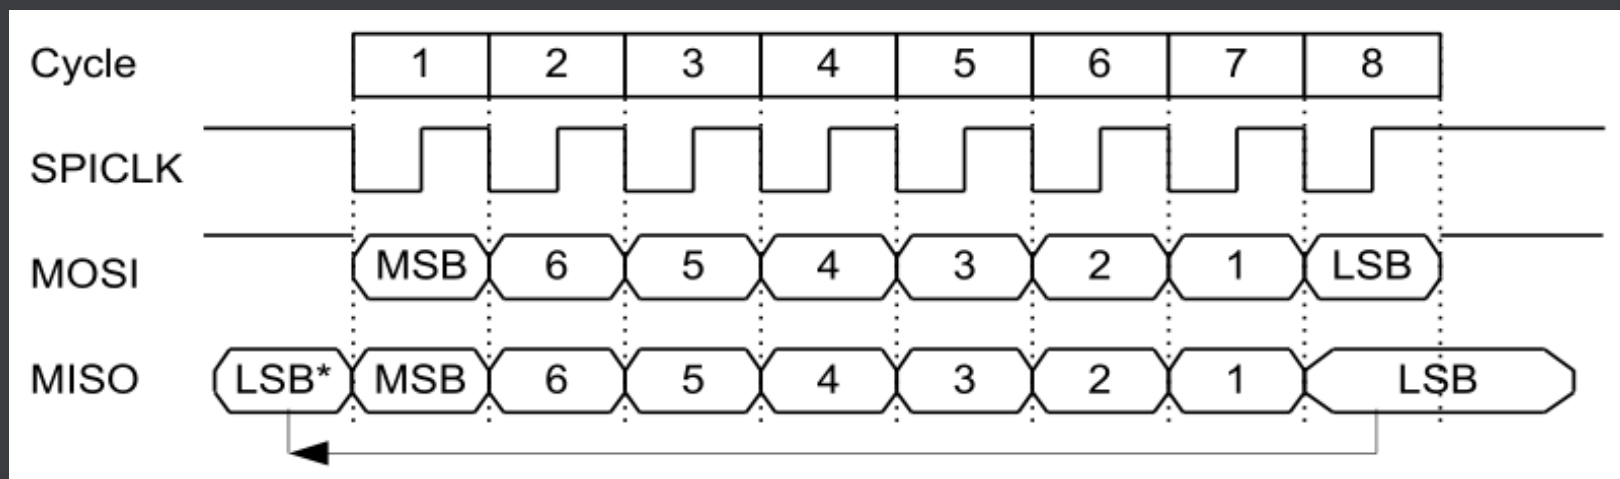 Cycle 1 2 3 4 5 6 7 8
SPICLK
MOSI MSB 6 5 4 3 2 1 LSB
MISO LSB* MSB 6 5 4 3 2 1 LSB